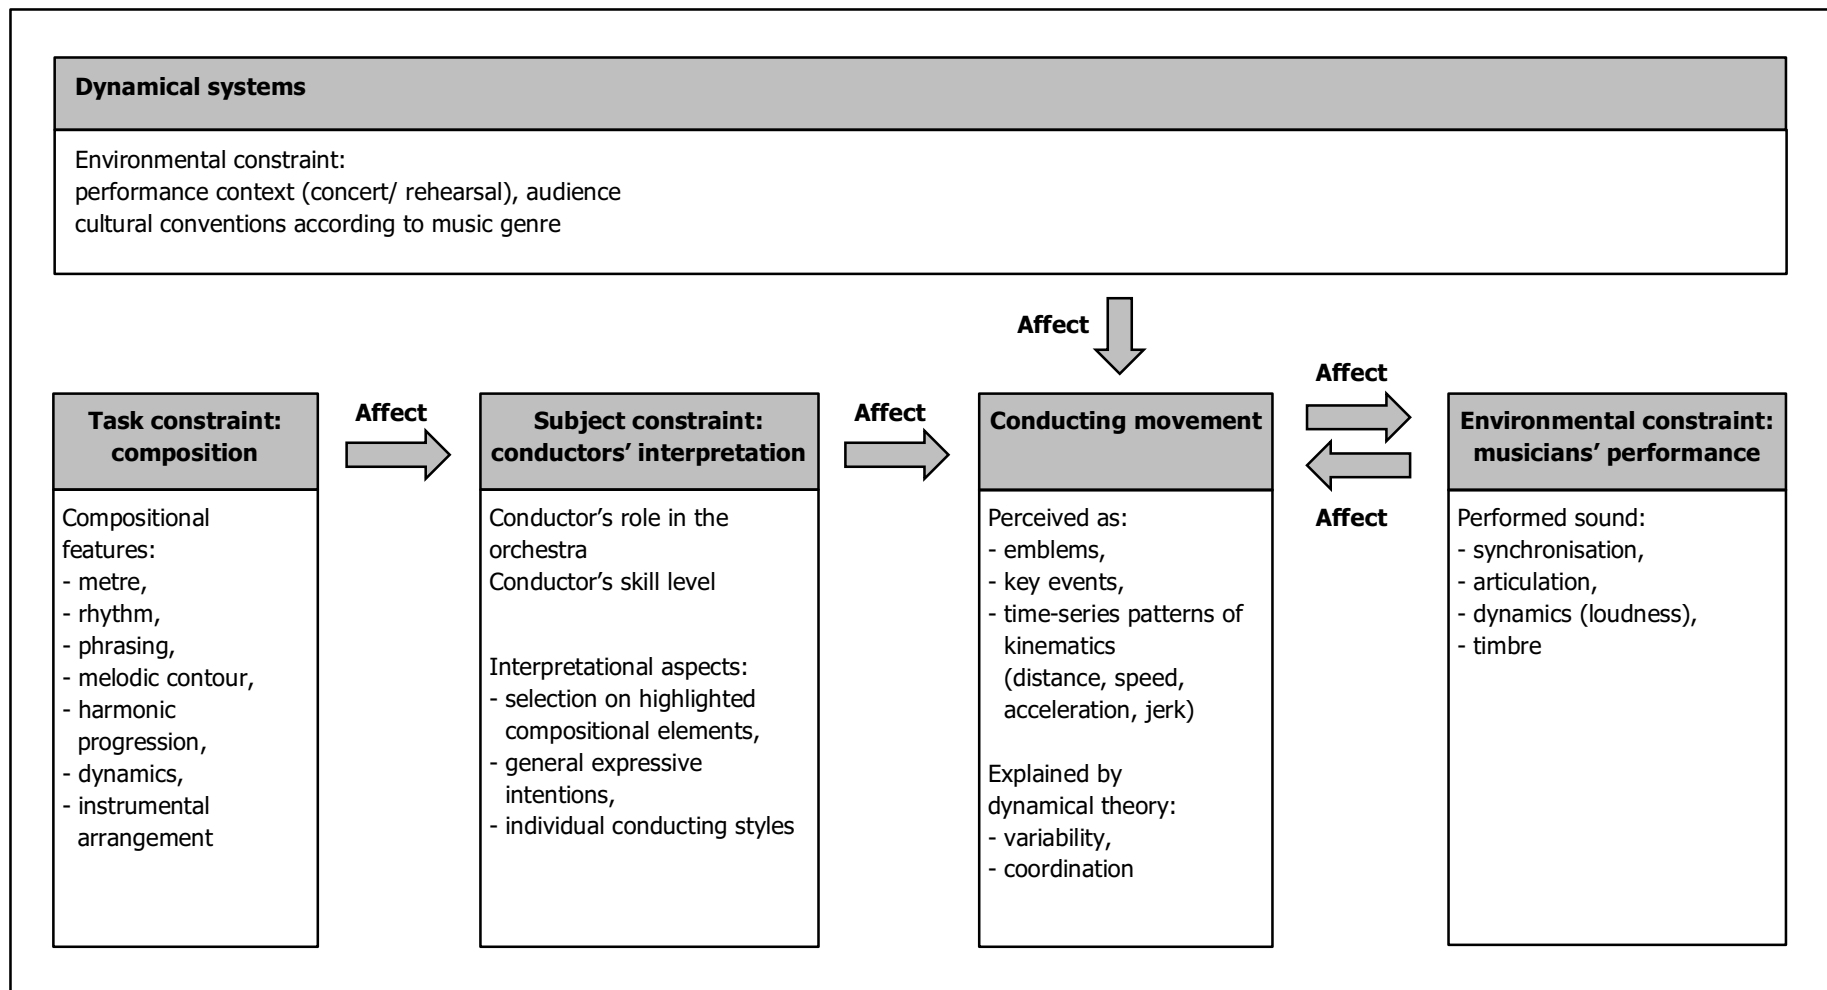 Dynamical systems
Environmental constraint:
performance context (concert/ rehearsal), audience
cultural conventions according to music genre
Affect
Task constraint:
composition
Compositional
features:
- metre,
- rhythm,
- phrasing,
- melodic contour,
- harmonic
progression,
- dynamics,
- instrumental
arrangement
Affect
Subject constraint:
conductors’ interpretation
Conductor’s role in the
orchestra
Conductor’s skill level
Interpretational aspects:
- selection on highlighted
compositional elements,
- general expressive
intentions,
- individual conducting styles
Affect
Conducting movement
Perceived as:
- emblems,
- key events,
- time-series patterns of
kinematics
(distance, speed,
acceleration, jerk)
Explained by
dynamical theory:
- variability,
- coordination
Affect
Affect
Environmental constraint:
musicians’ performance
Performed sound:
- synchronisation,
- articulation,
- dynamics (loudness),
- timbre